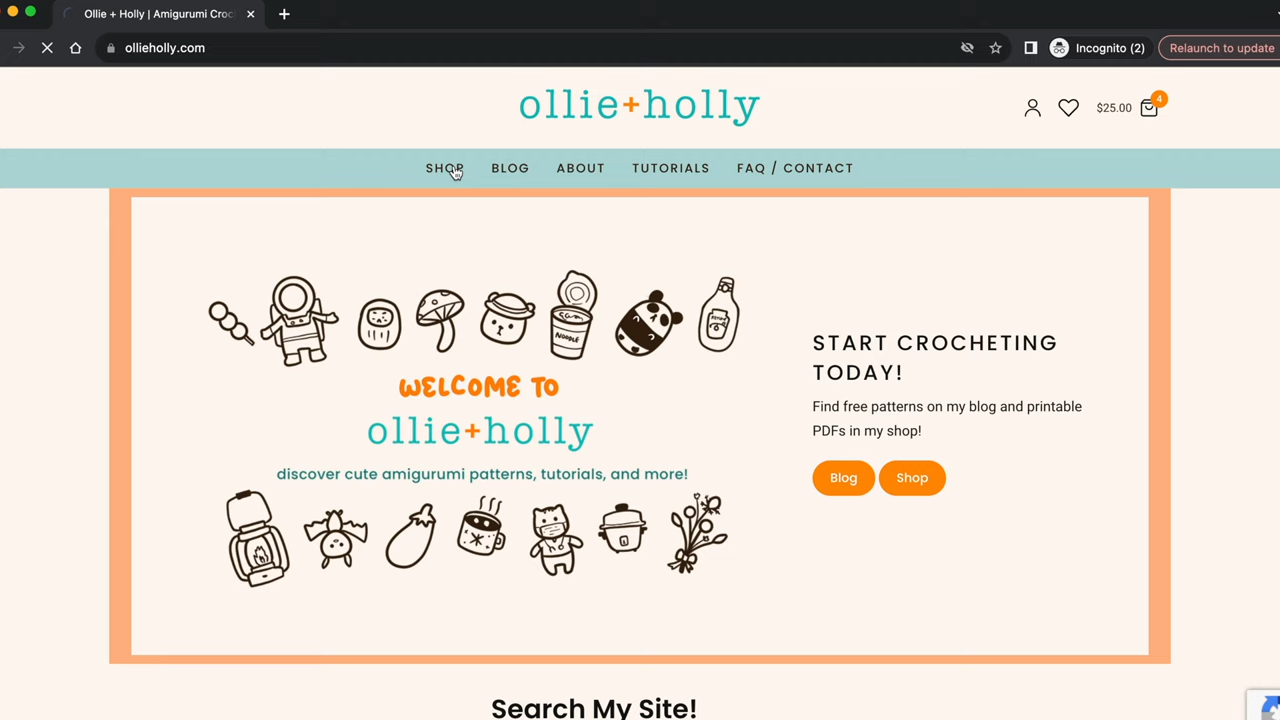 Ollie + Holly | Amigurumi Croc
ollieholly.com
Incognito (2)
Relaunch to update
ollie+holly
$25.00
4
SHOP
BLOG
ABOUT
TUTORIALS
FAQ / CONTACT
NOODLE
WELCOME TO
ollie+holly
discover cute amigurumi patterns, tutorials, and more!
START CROCHETING
TODAY!
Find free patterns on my blog and printable
PDFs in my shop!
Blog
Shop
Search My Site!